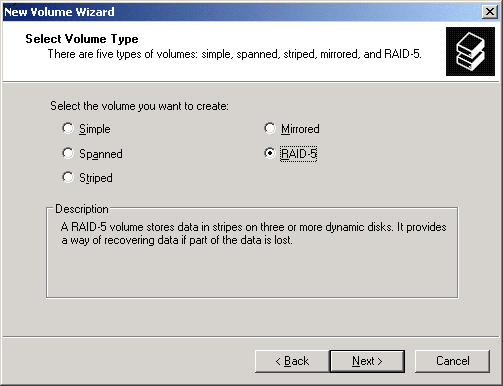 New Volume Wizard
Select Volume Type
There are five types of volumes: simple, spanned, striped, mirrored, and RAID-5.
Select the volume you want to create:
Simple
Mirrored
Spanned
RAID-5
Striped
Description
A RAID-5 volume stores data in stripes on three or more dynamic disks. It provides
a way of recovering data if part of the data is lost.
< Back
Next >
Cancel